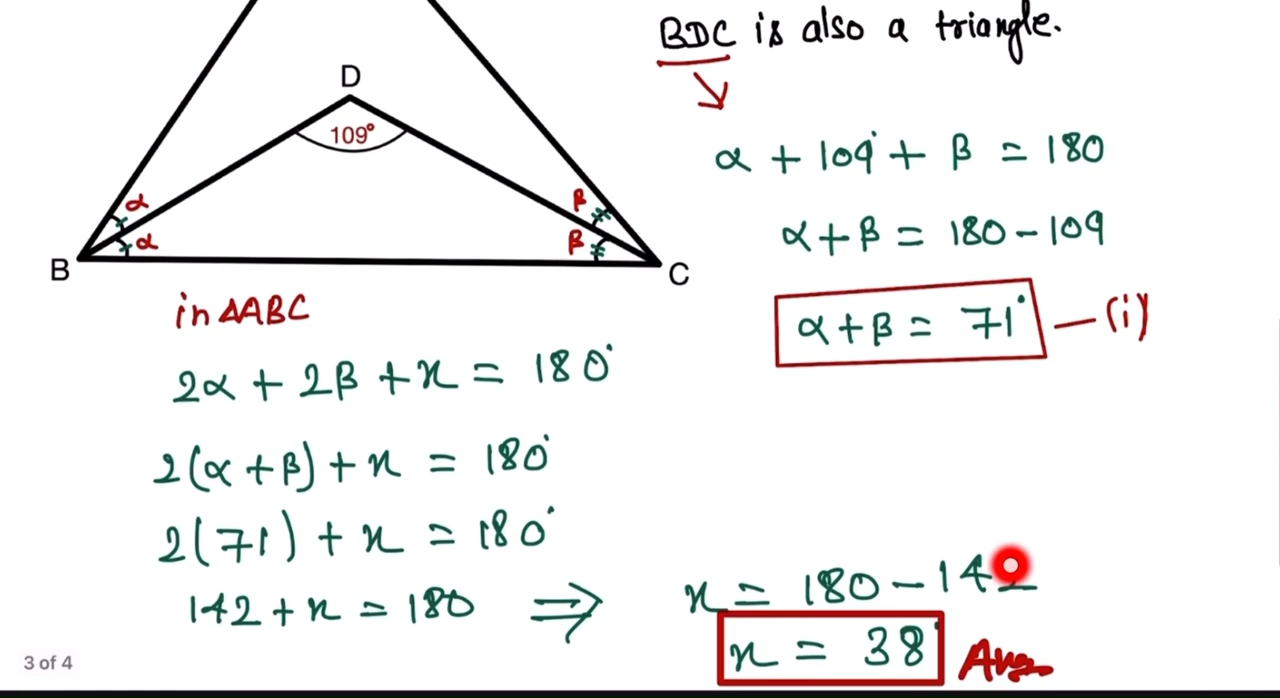 BDC is also a triangle.
D
109°
α + 109° + β = 180
α
β
α + β = 180 - 109
α
β
B
C
in ΔABC
α + β = 71° — (i)
2α + 2β + x = 180°
2(α + β) + x = 180°
2(71) + x = 180°
142 + x = 180 ⇒
x = 180 - 142
x = 38° Ans
3 of 4